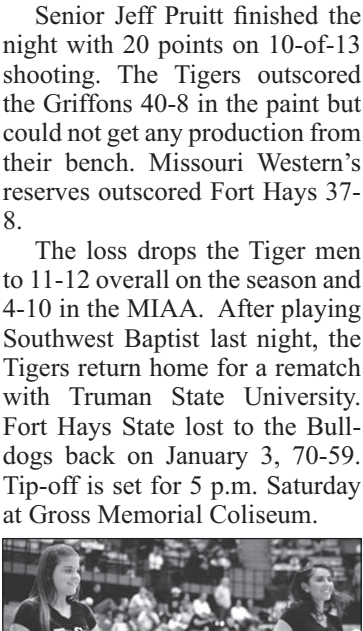 Senior Jeff Pruitt finished the
night with 20 points on 10-of-13
shooting. The Tigers outscored
the Griffons 40-8 in the paint but
could not get any production from
their bench. Missouri Western's
reserves outscored Fort Hays 37-
8.
The loss drops the Tiger men
to 11-12 overall on the season and
4-10 in the MIAA. After playing
Southwest Baptist last night, the
Tigers return home for a rematch
with Truman State University.
Fort Hays State lost to the Bull-
dogs back on January 3, 70-59.
Tip-off is set for 5 p.m. Saturday
at Gross Memorial Coliseum.